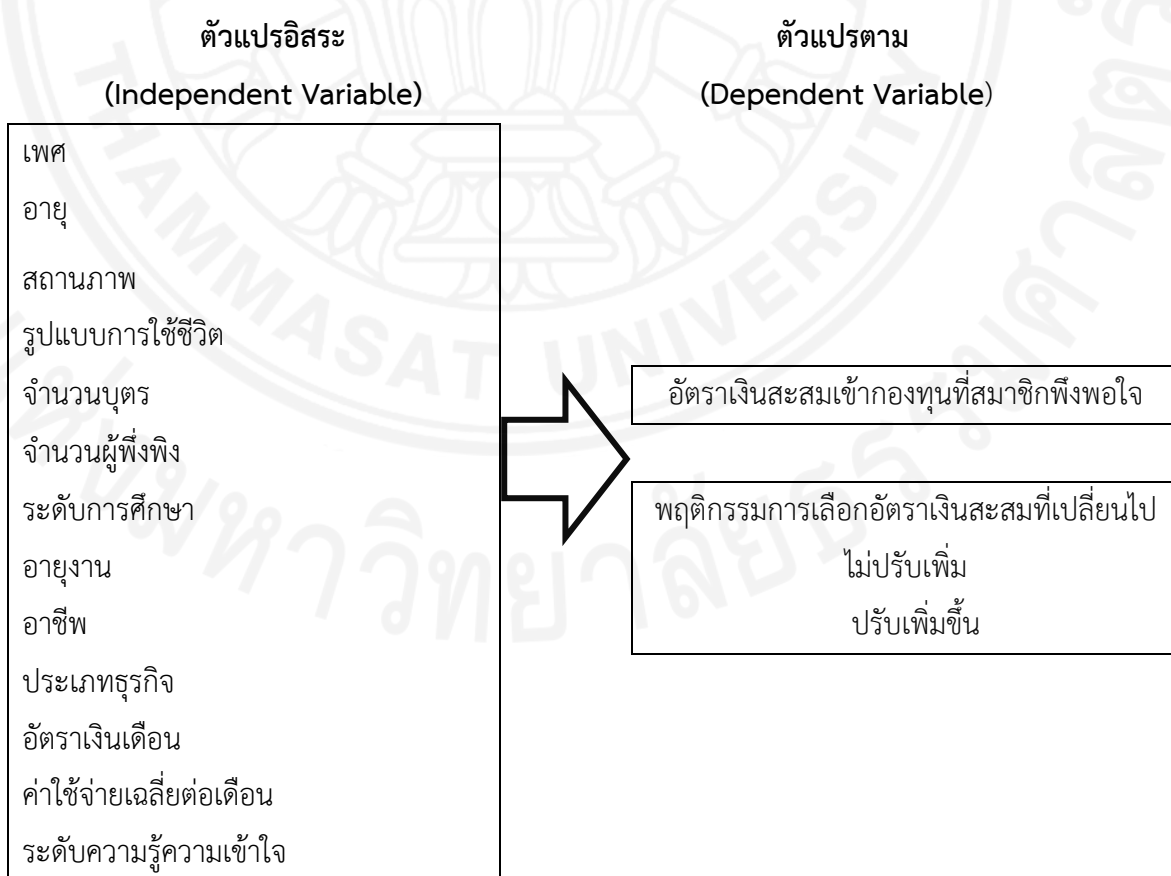 ตัวแปรอิสระ
(Independent Variable)
เพศ
อายุ
สถานภาพ
รูปแบบการใช้ชีวิต
จำนวนบุตร
จำนวนผู้พึ่งพิง
ระดับการศึกษา
อายุงาน
อาชีพ
ประเภทธุรกิจ
อัตราเงินเดือน
ค่าใช้จ่ายเฉลี่ยต่อเดือน
ระดับความรู้ความเข้าใจ
ตัวแปรตาม
(Dependent Variable)
อัตราเงินสะสมเข้ากองทุนที่สมาชิกพึงพอใจ
พฤติกรรมการเลือกอัตราเงินสะสมที่เปลี่ยนไป
ไม่ปรับเพิ่ม
ปรับเพิ่มขึ้น
THAMMASAT UNIVERSITY